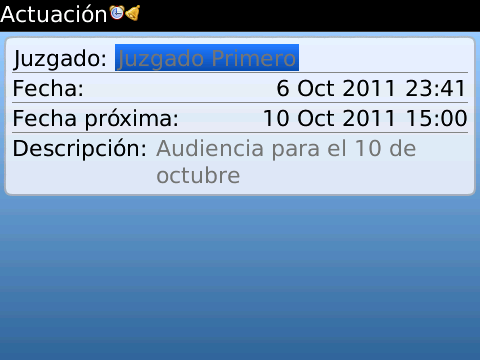 Actuación
Juzgado: Juzgado Primero
Fecha: 6 Oct 2011 23:41
Fecha próxima: 10 Oct 2011 15:00
Descripción: Audiencia para el 10 de
octubre